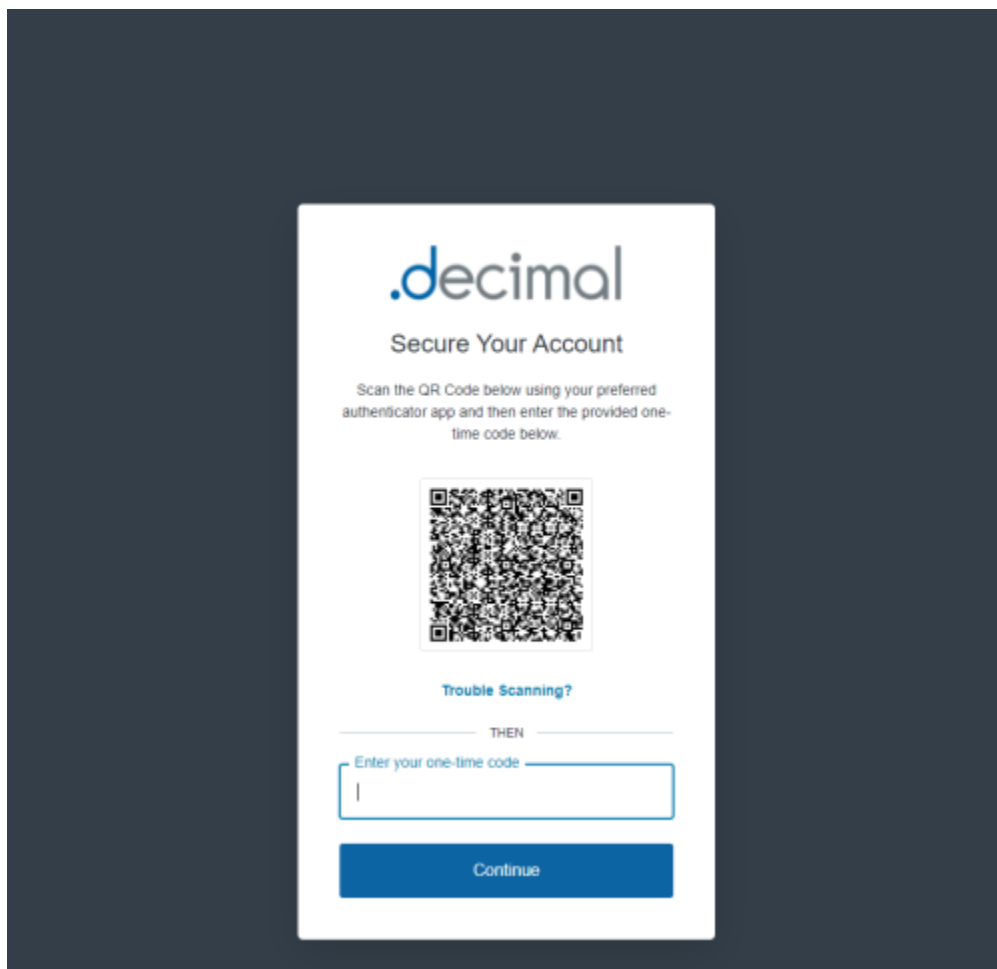 .decimal
Secure Your Account
Scan the QR Code below using your preferred
authenticator app and then enter the provided one-
time code below.
Trouble Scanning?
THEN
Enter your one-time code
Continue